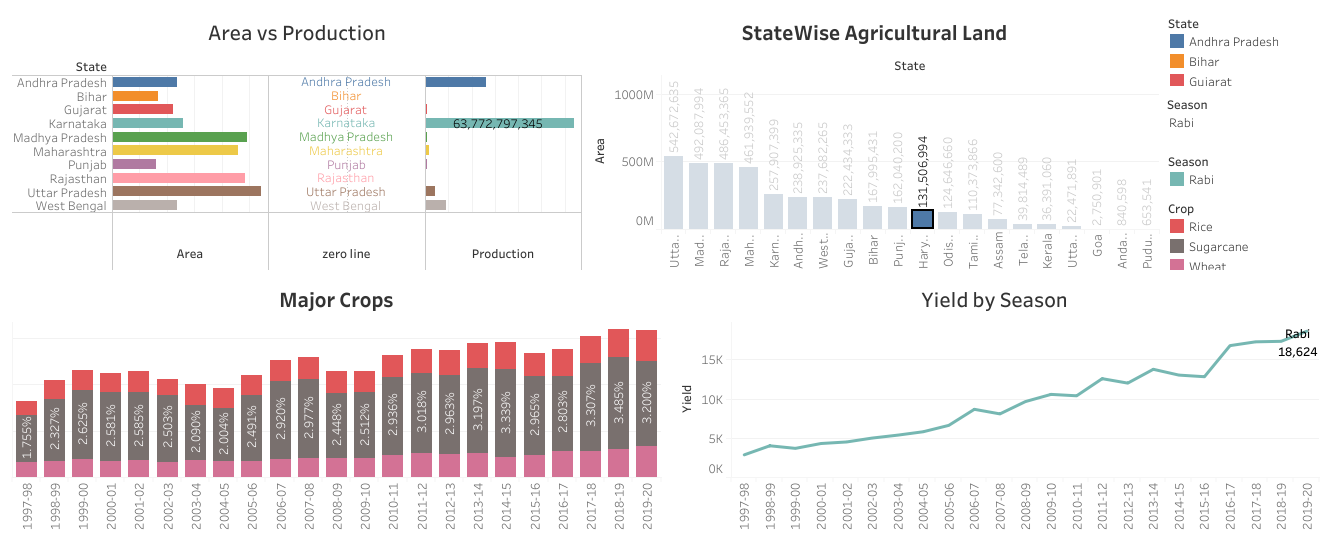 Area vs Production
State
Andhra Pradesh
Bihar
Gujarat
Karnataka
Madhya Pradesh
Maharashtra
Punjab
Rajasthan
Uttar Pradesh
West Bengal
Andhra Pradesh
Bihar
Gujarat
Karnataka
Madhya Pradesh
Maharashtra
Punjab
Rajasthan
Uttar Pradesh
West Bengal
63,772,797,345
Area
zero line
Production
StateWise Agricultural Land
State
Area
1000M
500M
0M
542,672,635
492,087,994
486,453,365
461,939,552
257,907,399
238,925,335
237,682,265
222,434,333
167,995,431
162,040,200
131,506,994
124,646,660
110,373,866
77,342,600
39,814,489
36,391,060
22,471,891
2,750,901
840,598
653,541
Utta..
Mad..
Raja..
Mah..
Karn..
Andh..
West..
Guja..
Bihar
Punj..
Hary..
Odis..
Tami..
Assam
Tela..
Kerala
Utta..
Goa
Anda..
Pudu..
State
Andhra Pradesh
Bihar
Gujarat
Season
Rabi
Season
Rabi
Crop
Rice
Sugarcane
Wheat
Major Crops
1.755%
2.327%
2.625%
2.581%
2.585%
2.503%
2.090%
2.004%
2.491%
2.920%
2.977%
2.448%
2.512%
2.936%
3.018%
2.963%
3.197%
3.339%
2.965%
2.803%
3.307%
3.485%
3.200%
1997-98
1998-99
1999-00
2000-01
2001-02
2002-03
2003-04
2004-05
2005-06
2006-07
2007-08
2008-09
2009-10
2010-11
2011-12
2012-13
2013-14
2014-15
2015-16
2016-17
2017-18
2018-19
2019-20
Yield by Season
Yield
15K
10K
5K
0K
Rabi
18,624
1997-98
1998-99
1999-00
2000-01
2001-02
2002-03
2003-04
2004-05
2005-06
2006-07
2007-08
2008-09
2009-10
2010-11
2011-12
2012-13
2013-14
2014-15
2015-16
2016-17
2017-18
2018-19
2019-20